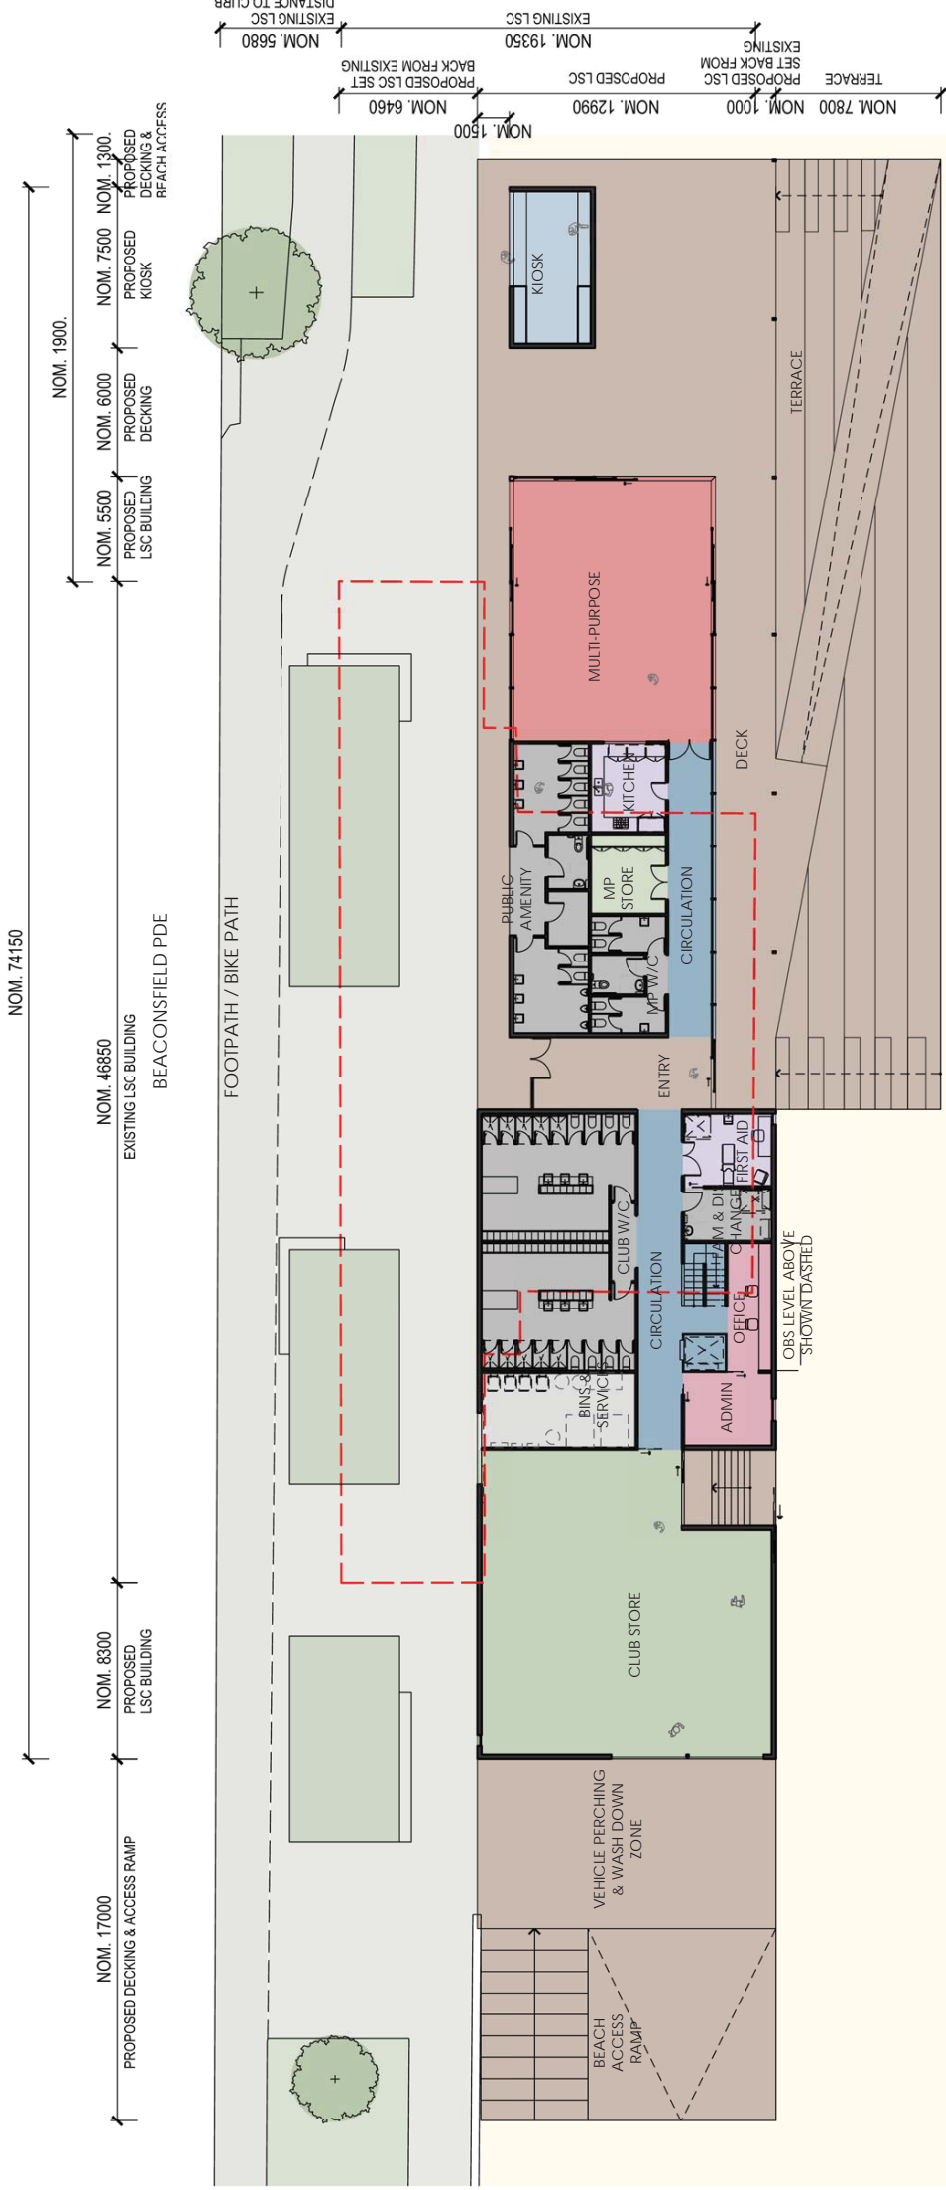 DISTANCE TO CURB
EXISTING LSC
NOM. 5680
EXISTING LSC
NOM. 19350
PROPOSED LSC SET
BACK FROM EXISTING
NOM. 6460
PROPOSED LSC
NOM. 12990
PROPOSED LSC
SET BACK FROM
EXISTING
NOM. 1000
TERRACE
NOM. 7800
NOM. 1500
NOM. 74150
NOM. 1900.
NOM. 1300.
PROPOSED
DECKING &
BEACH ACCESS
NOM. 7500
PROPOSED
KIOSK
NOM. 6000
PROPOSED
DECKING
NOM. 5500
PROPOSED
LSC BUILDING
NOM. 46850
EXISTING LSC BUILDING
NOM. 8300
PROPOSED
LSC BUILDING
NOM. 17000
PROPOSED DECKING & ACCESS RAMP
BEACONSFIELD PDE
FOOTPATH / BIKE PATH
KIOSK
TERRACE
MULTI-PURPOSE
DECK
KITCHEN
PUBLIC
AMENITY
MP
STORE
MP W/C
CIRCULATION
ENTRY
FIRST AID
FAM & DIS
CHANGE
CLUB W/C
CIRCULATION
OFFICE
OBS LEVEL ABOVE
SHOWN DASHED
ADMIN
BINS &
SERVICES
CLUB STORE
VEHICLE PERCHING
& WASH DOWN
ZONE
BEACH
ACCESS
RAMP